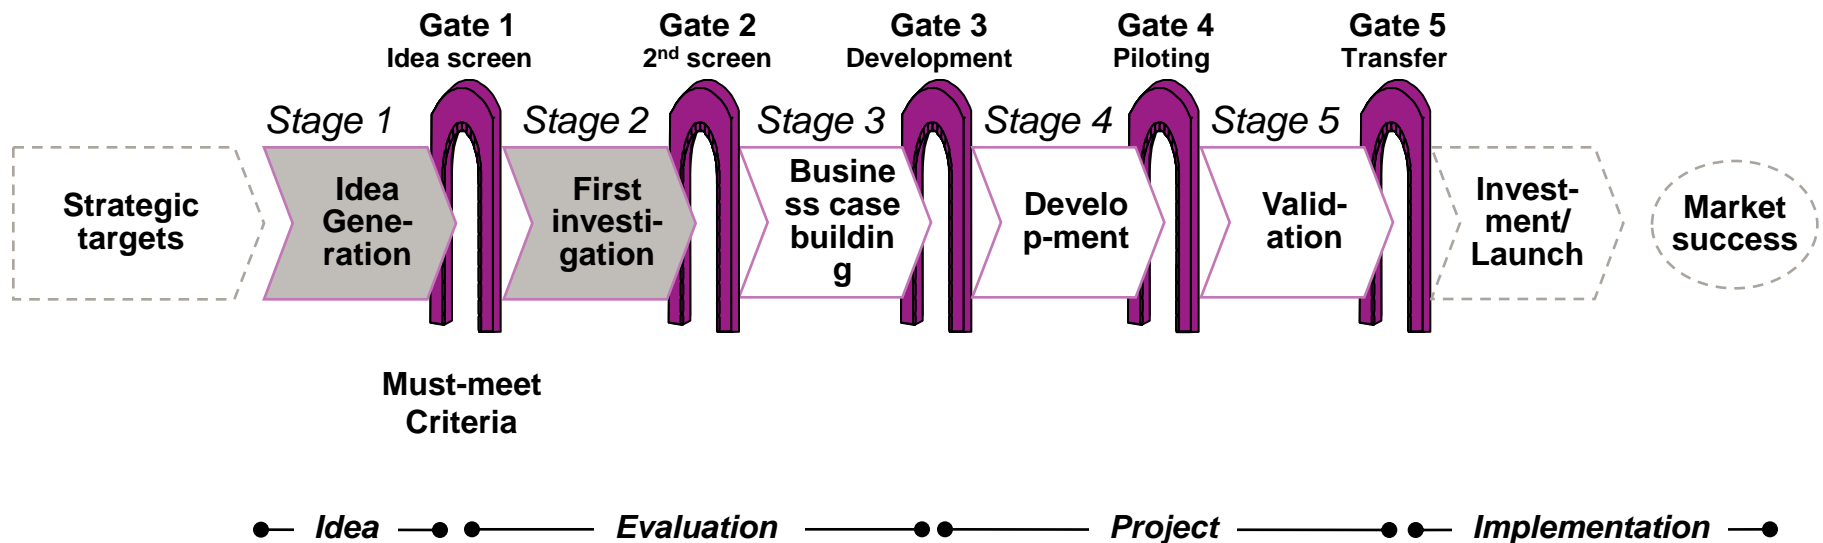 Gate 1
Idea screen
Gate 2
2nd screen
Gate 3
Development
Gate 4
Piloting
Gate 5
Transfer
Stage 1
Stage 2
Stage 3
Stage 4
Stage 5
Strategic
targets
Idea
Gene-
ration
First
investi-
gation
Busine
ss case
buildin
g
Develo
p-ment
Valid-
ation
Invest-
ment/
Launch
Market
success
Must-meet
Criteria
Idea
Evaluation
Project
Implementation